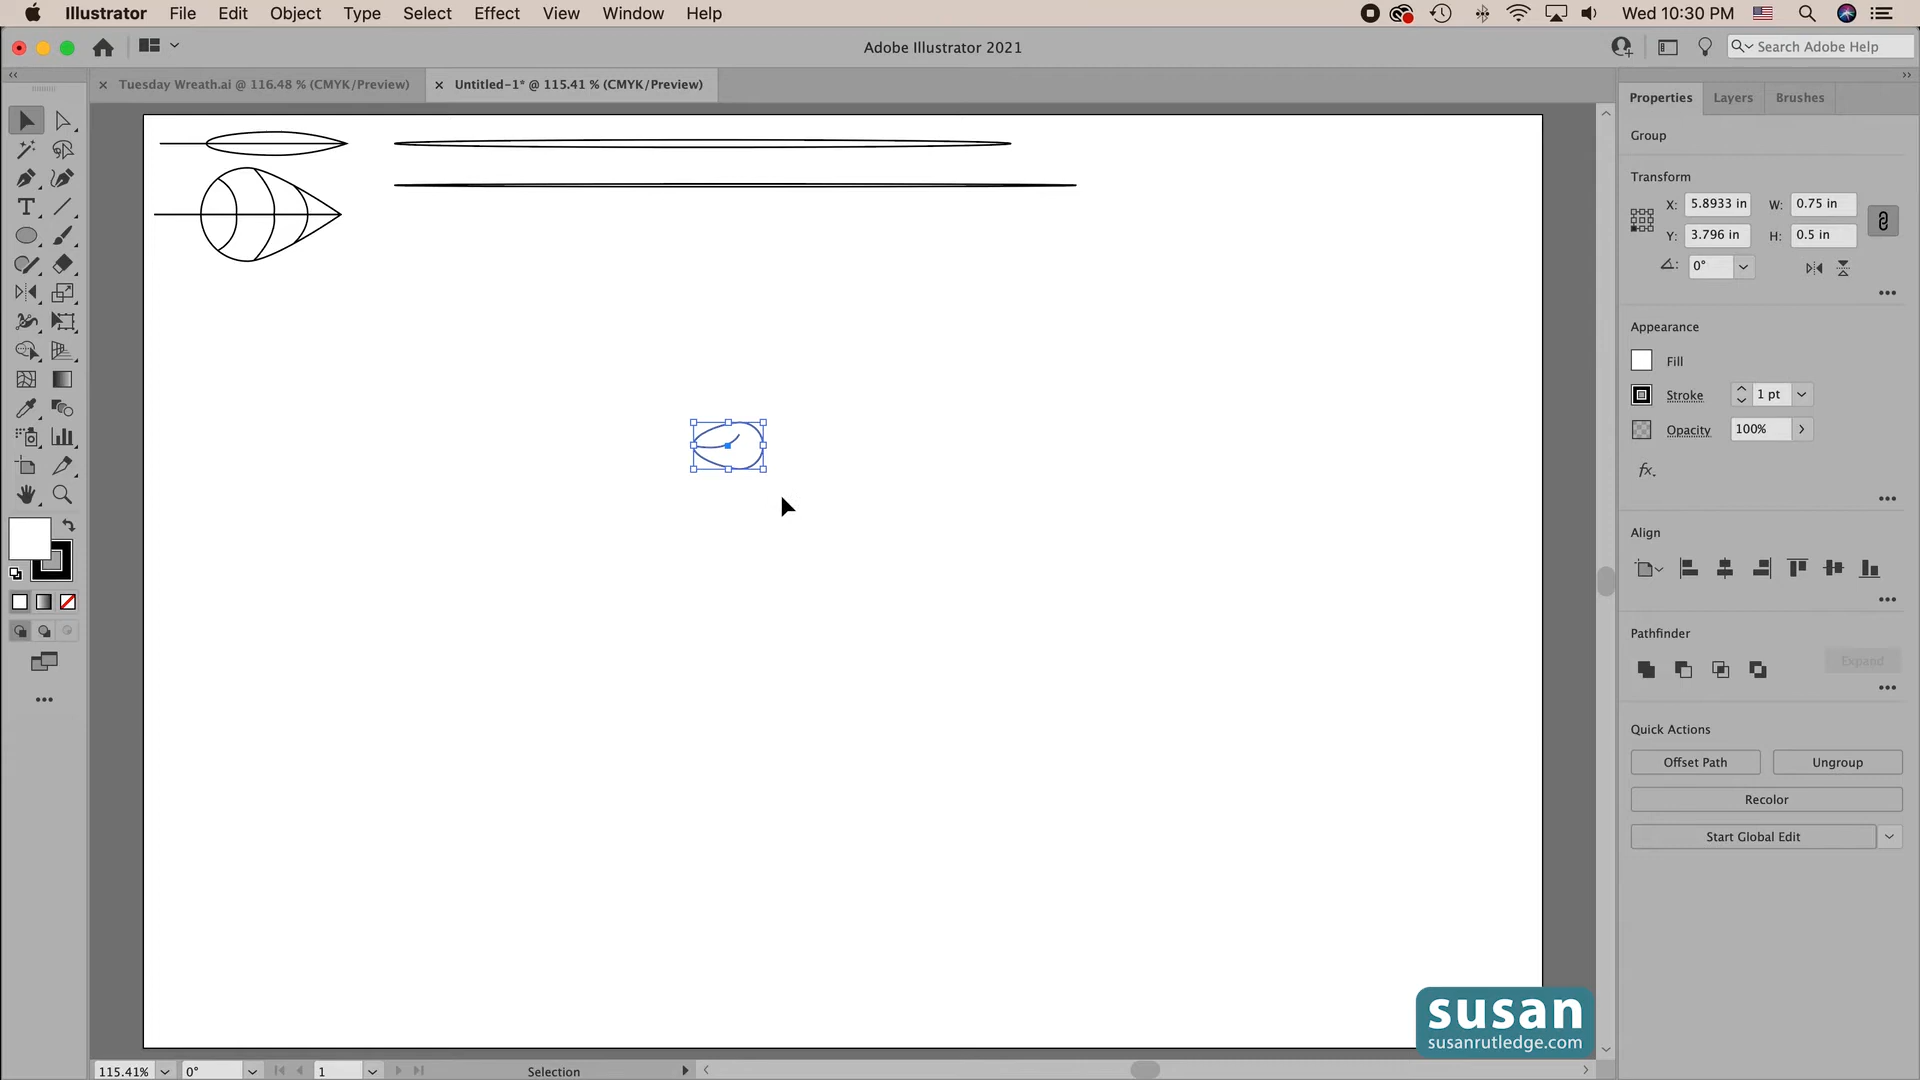 Illustrator File Edit Object Type Select Effect View Window Help Wed 10:30 PM
Adobe Illustrator 2021 Search Adobe Help
Tuesday Wreath.ai @ 116.48 % (CMYK/Preview) Untitled-1* @ 115.41 % (CMYK/Preview)
Properties Layers Brushes
Group
Transform
X: 5.8933 in W: 0.75 in
Y: 3.796 in H: 0.5 in
0°
Appearance
Fill
Stroke 1 pt
Opacity 100%
fx.
Align
Pathfinder
Expand
Quick Actions
Offset Path Ungroup
Recolor
Start Global Edit
susan
susanrutledge.com
115.41% 0° 1 Selection